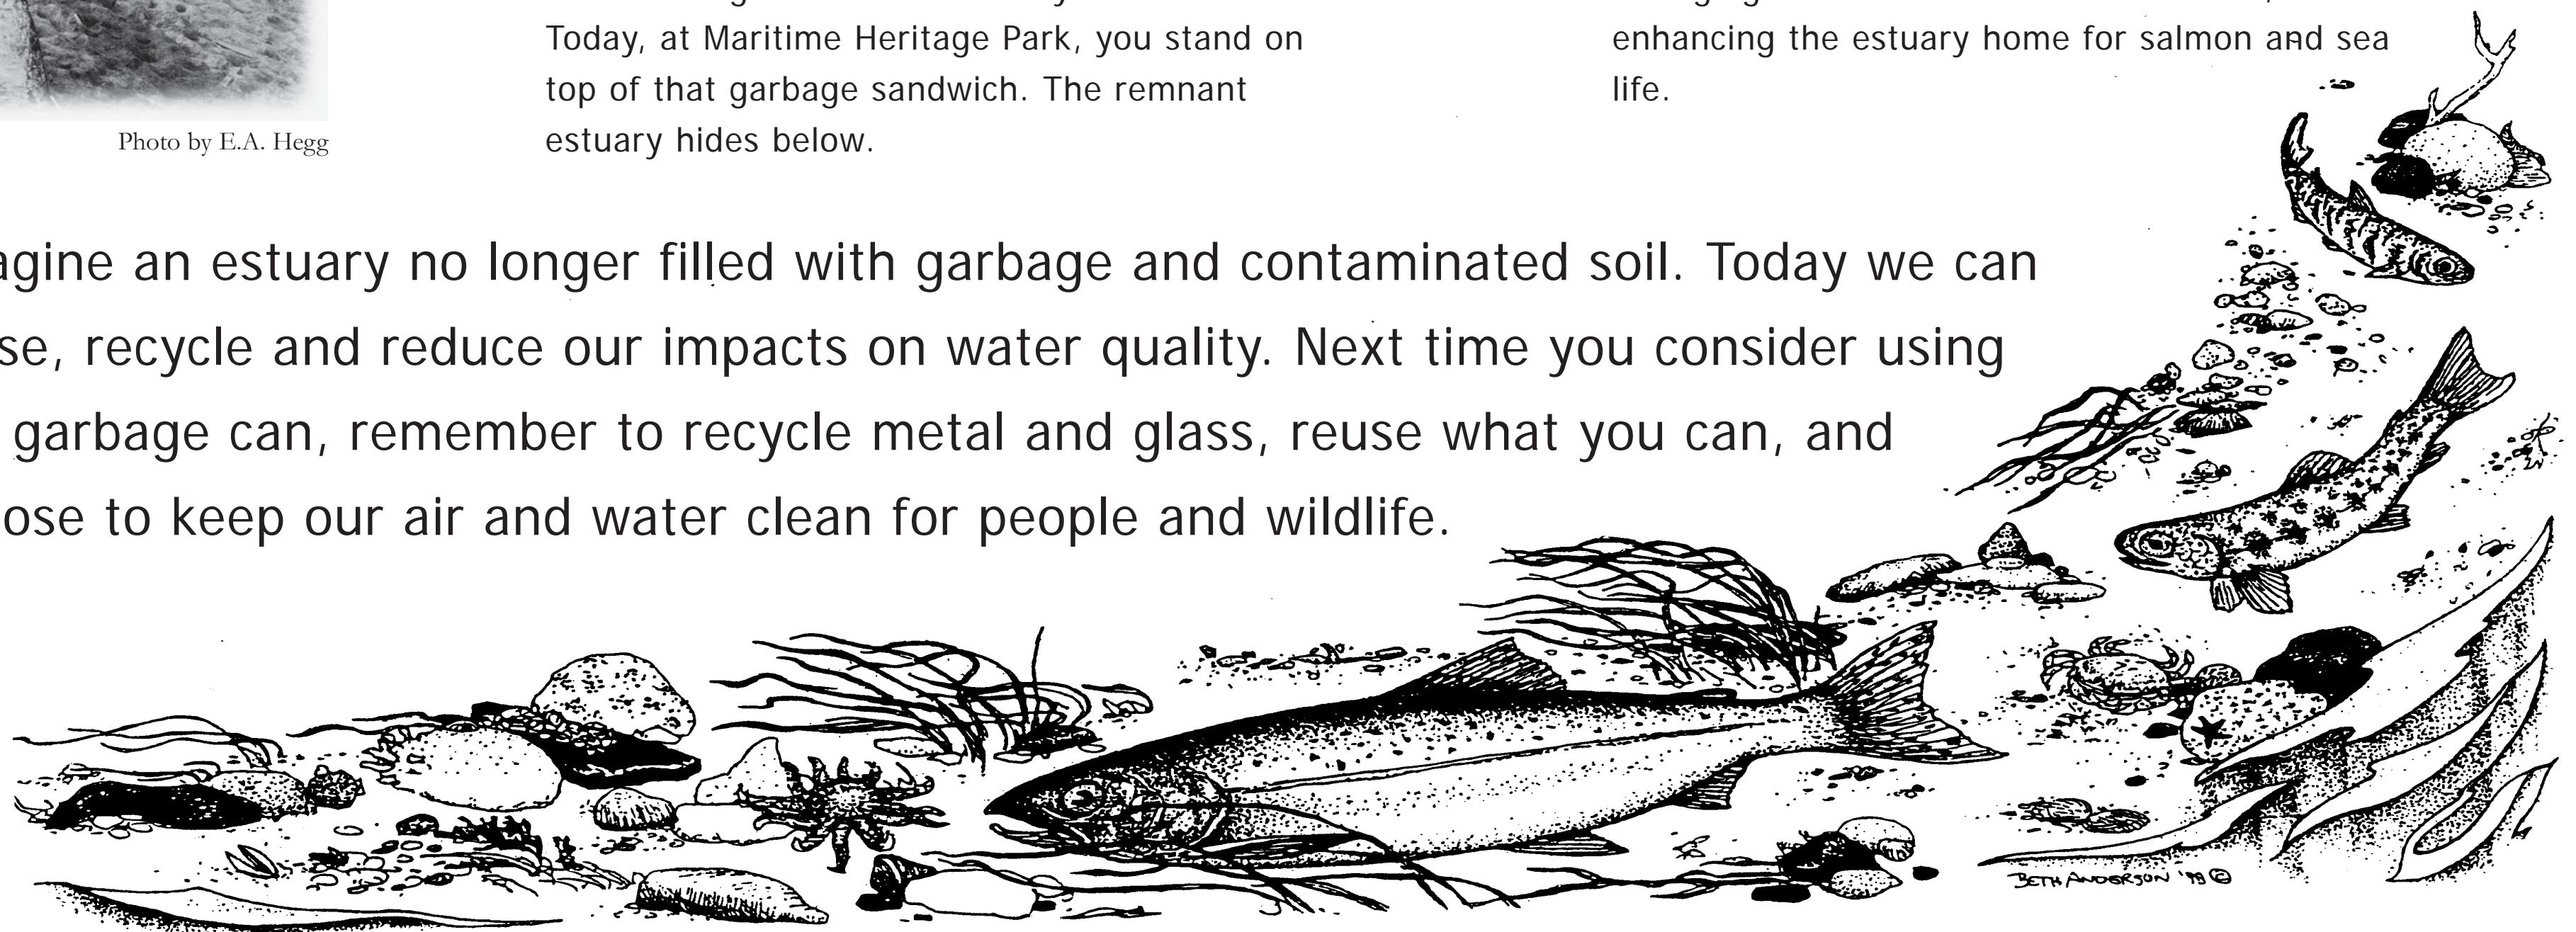 Photo by E.A. Hegg
Today, at Maritime Heritage Park, you stand on
top of that garbage sandwich. The remnant
estuary hides below.
enhancing the estuary home for salmon and sea
life.
agine an estuary no longer filled with garbage and contaminated soil. Today we can
se, recycle and reduce our impacts on water quality. Next time you consider using
garbage can, remember to recycle metal and glass, reuse what you can, and
ose to keep our air and water clean for people and wildlife.
BETH ANDERSON '99 ©